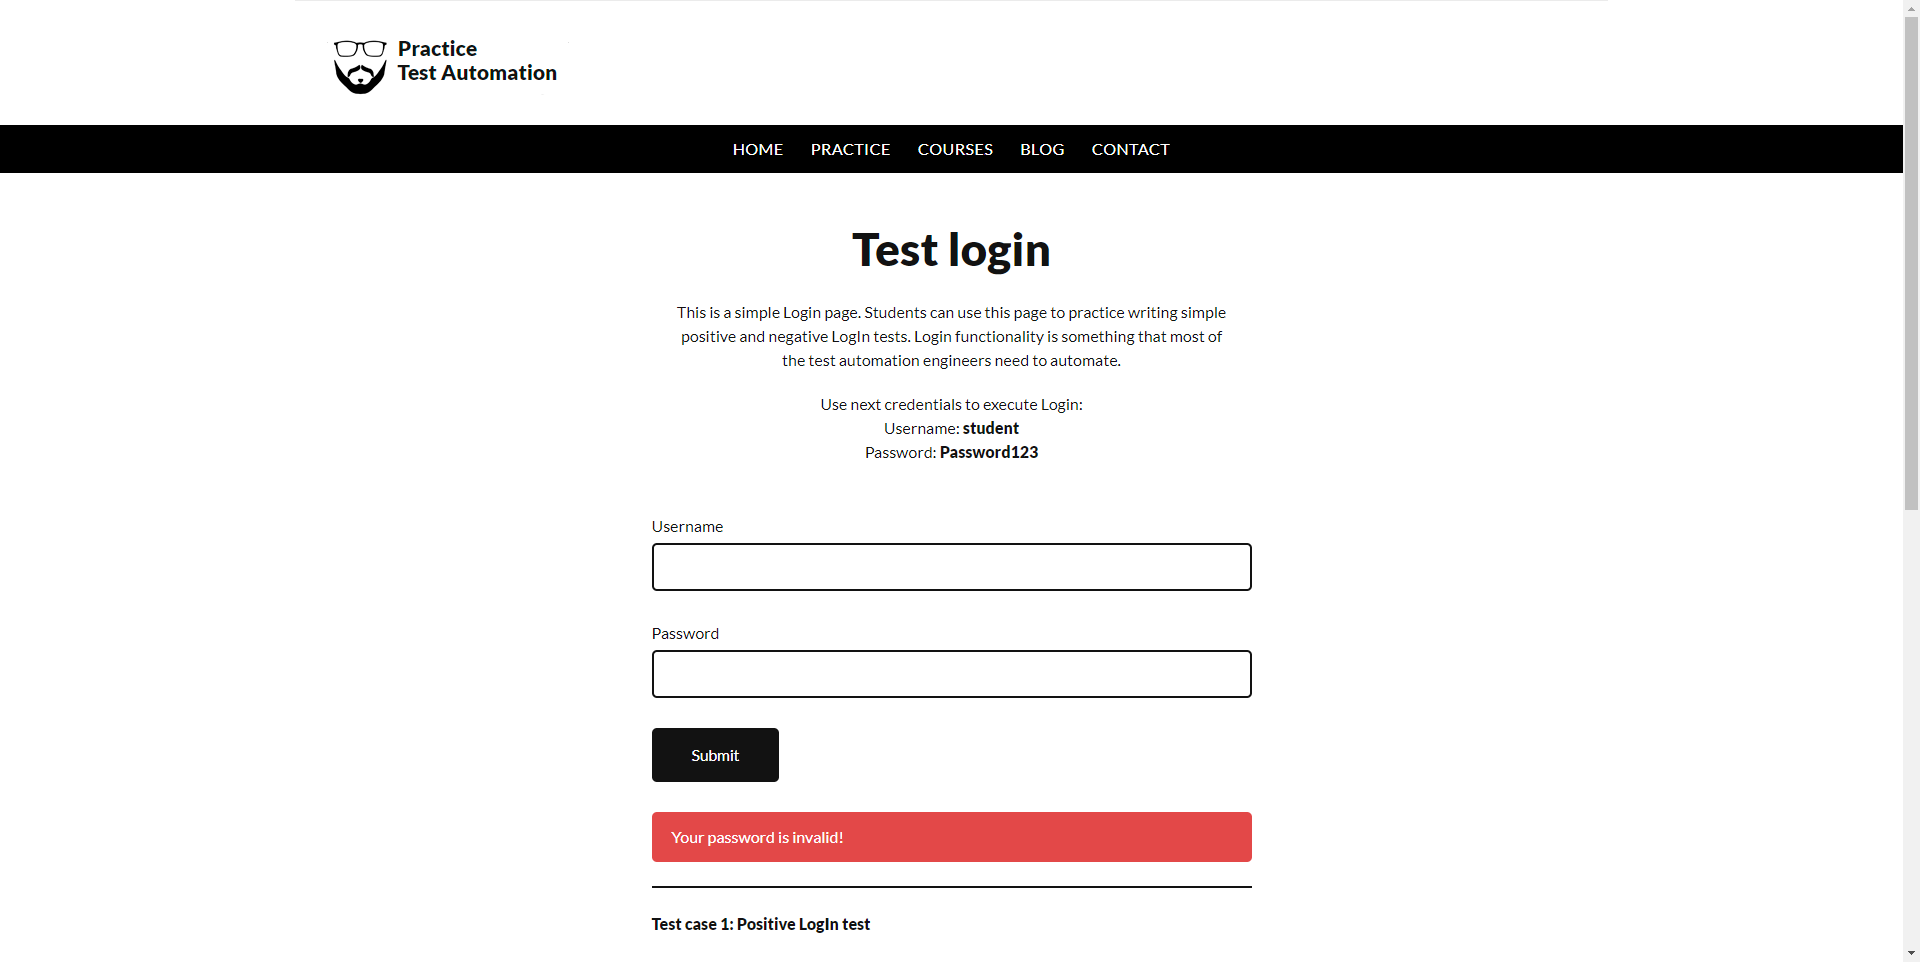 Practice
Test Automation
HOME PRACTICE COURSES BLOG CONTACT
Test login
This is a simple Login page. Students can use this page to practice writing simple
positive and negative LogIn tests. Login functionality is something that most of
the test automation engineers need to automate.
Use next credentials to execute Login:
Username: student
Password: Password123
Username
Password
Submit
Your password is invalid!
Test case 1: Positive LogIn test